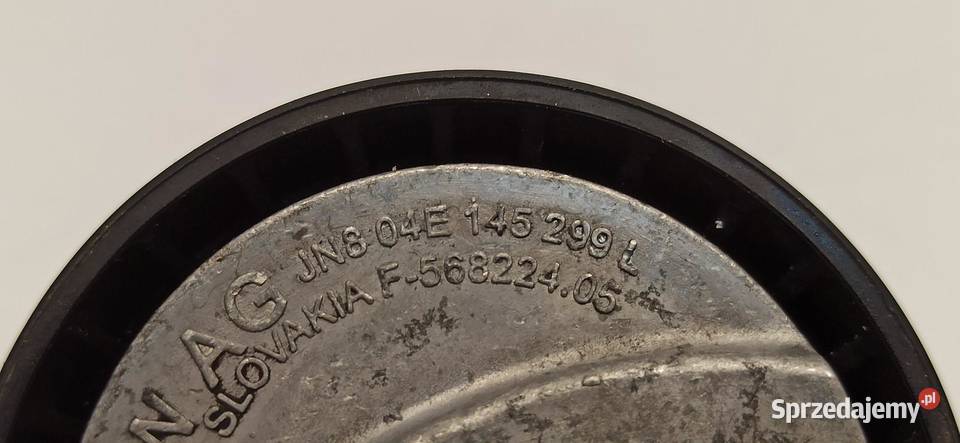 JN8 04E 145 299 L
NAG
SLOVAKIA F-568224.05
Sprzedajemy.pl